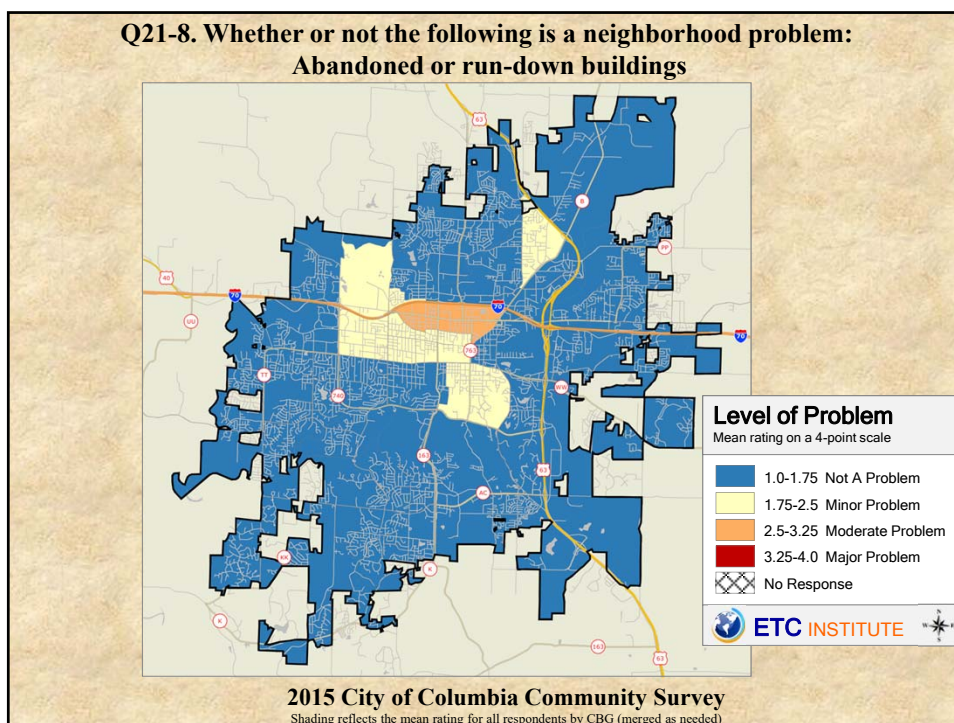 Q21-8. Whether or not the following is a neighborhood problem:
Abandoned or run-down buildings
63
B
PP
40
70
UU
70
70
763
TT
740
WW
163
63
AC
KK
K
K
163
63
Level of Problem
Mean rating on a 4-point scale
1.0-1.75 Not A Problem
1.75-2.5 Minor Problem
2.5-3.25 Moderate Problem
3.25-4.0 Major Problem
No Response
ETC INSTITUTE
N
W
E
S
2015 City of Columbia Community Survey
Shading reflects the mean rating for all respondents by CBG (merged as needed)